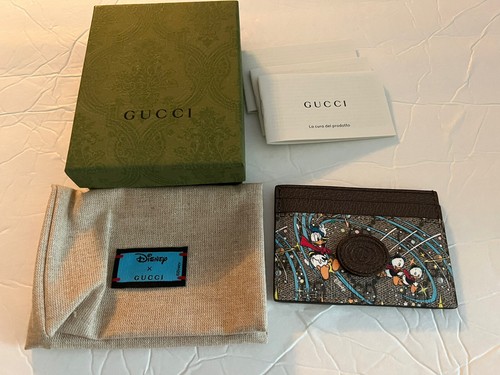 GUCCI
GUCCI
La cura del prodotto
Disney
x
GUCCI